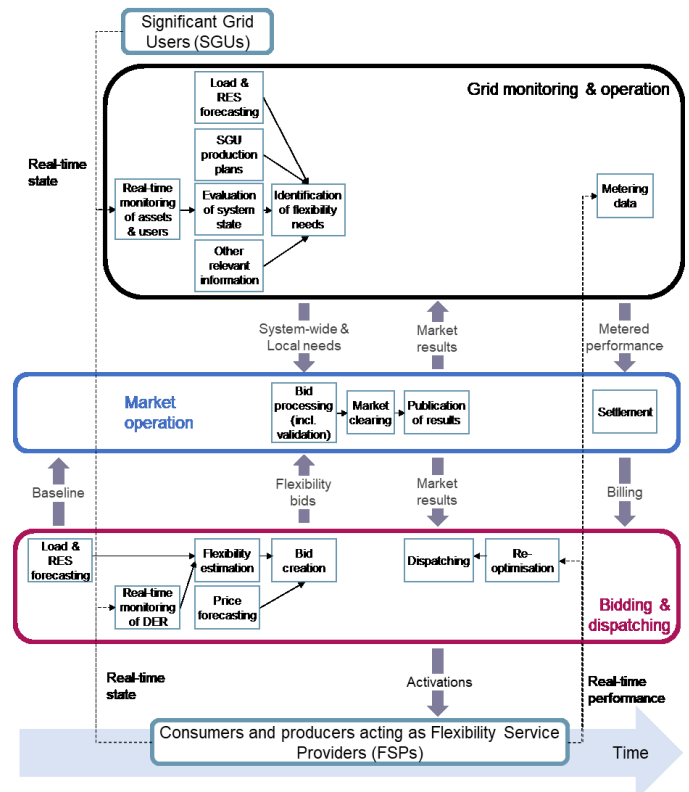 Significant Grid
Users (SGUs)
Grid monitoring & operation
Load &
RES
forecasting
Real-time
state
SGU
production
plans
Real-time
monitoring
of assets
& users
Evaluation
of system
state
Identification
of flexibility
needs
Metering
data
Other
relevant
information
System-wide &
Local needs
Market
results
Metered
performance
Market
operation
Bid
processing
(incl.
validation)
Market
clearing
Publication
of results
Settlement
Baseline
Flexibility
bids
Market
results
Billing
Load &
RES
forecasting
Flexibility
estimation
Bid
creation
Dispatching
Re-
optimisation
Real-time
monitoring
of DER
Price
forecasting
Bidding &
dispatching
Real-time
state
Activations
Real-time
performance
Consumers and producers acting as Flexibility Service
Providers (FSPs)
Time